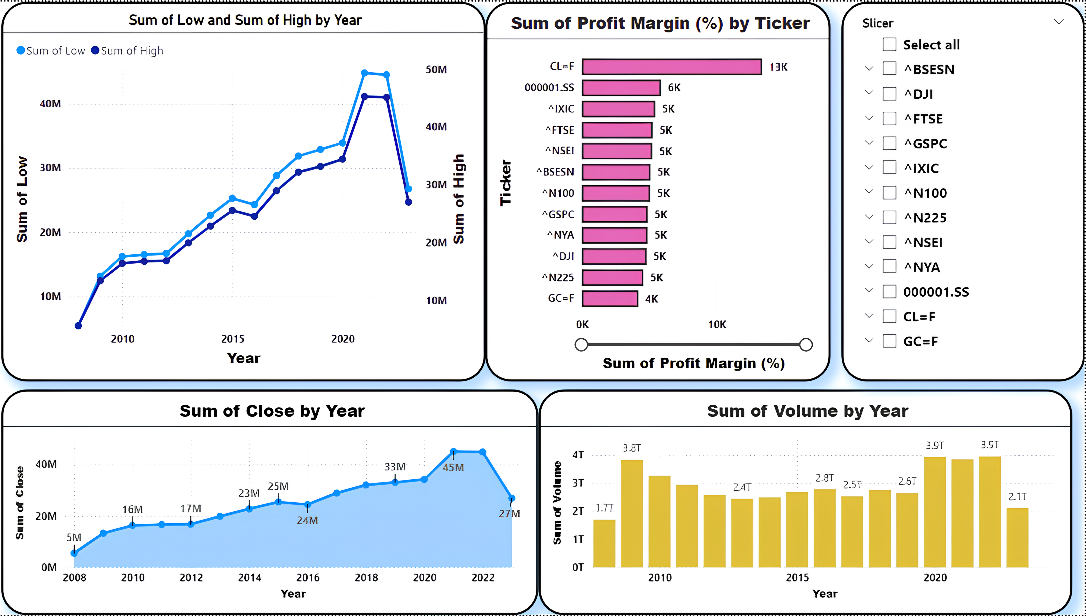 Sum of Low and Sum of High by Year
Sum of Low Sum of High
Sum of Low
40M
30M
20M
10M
50M
40M
30M
20M
10M
Sum of High
2010 2015 2020
Year
Sum of Profit Margin (%) by Ticker
Ticker
CL=F 13K
000001.SS 6K
^IXIC 5K
^FTSE 5K
^NSEI 5K
^BSESN 5K
^N100 5K
^GSPC 5K
^NYA 5K
^DJI 5K
^N225 5K
GC=F 4K
0K 10K
Sum of Profit Margin (%)
Slicer
Select all
^BSESN
^DJI
^FTSE
^GSPC
^IXIC
^N100
^N225
^NSEI
^NYA
000001.SS
CL=F
GC=F
Sum of Close by Year
Sum of Close
40M
20M
0M
5M 16M 17M 23M 25M 24M 33M 45M 27M
2008 2010 2012 2014 2016 2018 2020 2022
Year
Sum of Volume by Year
Sum of Volume
4T
3T
2T
1T
0T
1.7T 3.8T 2.4T 2.8T 2.5T 2.6T 3.9T 3.9T 2.1T
2010 2015 2020
Year